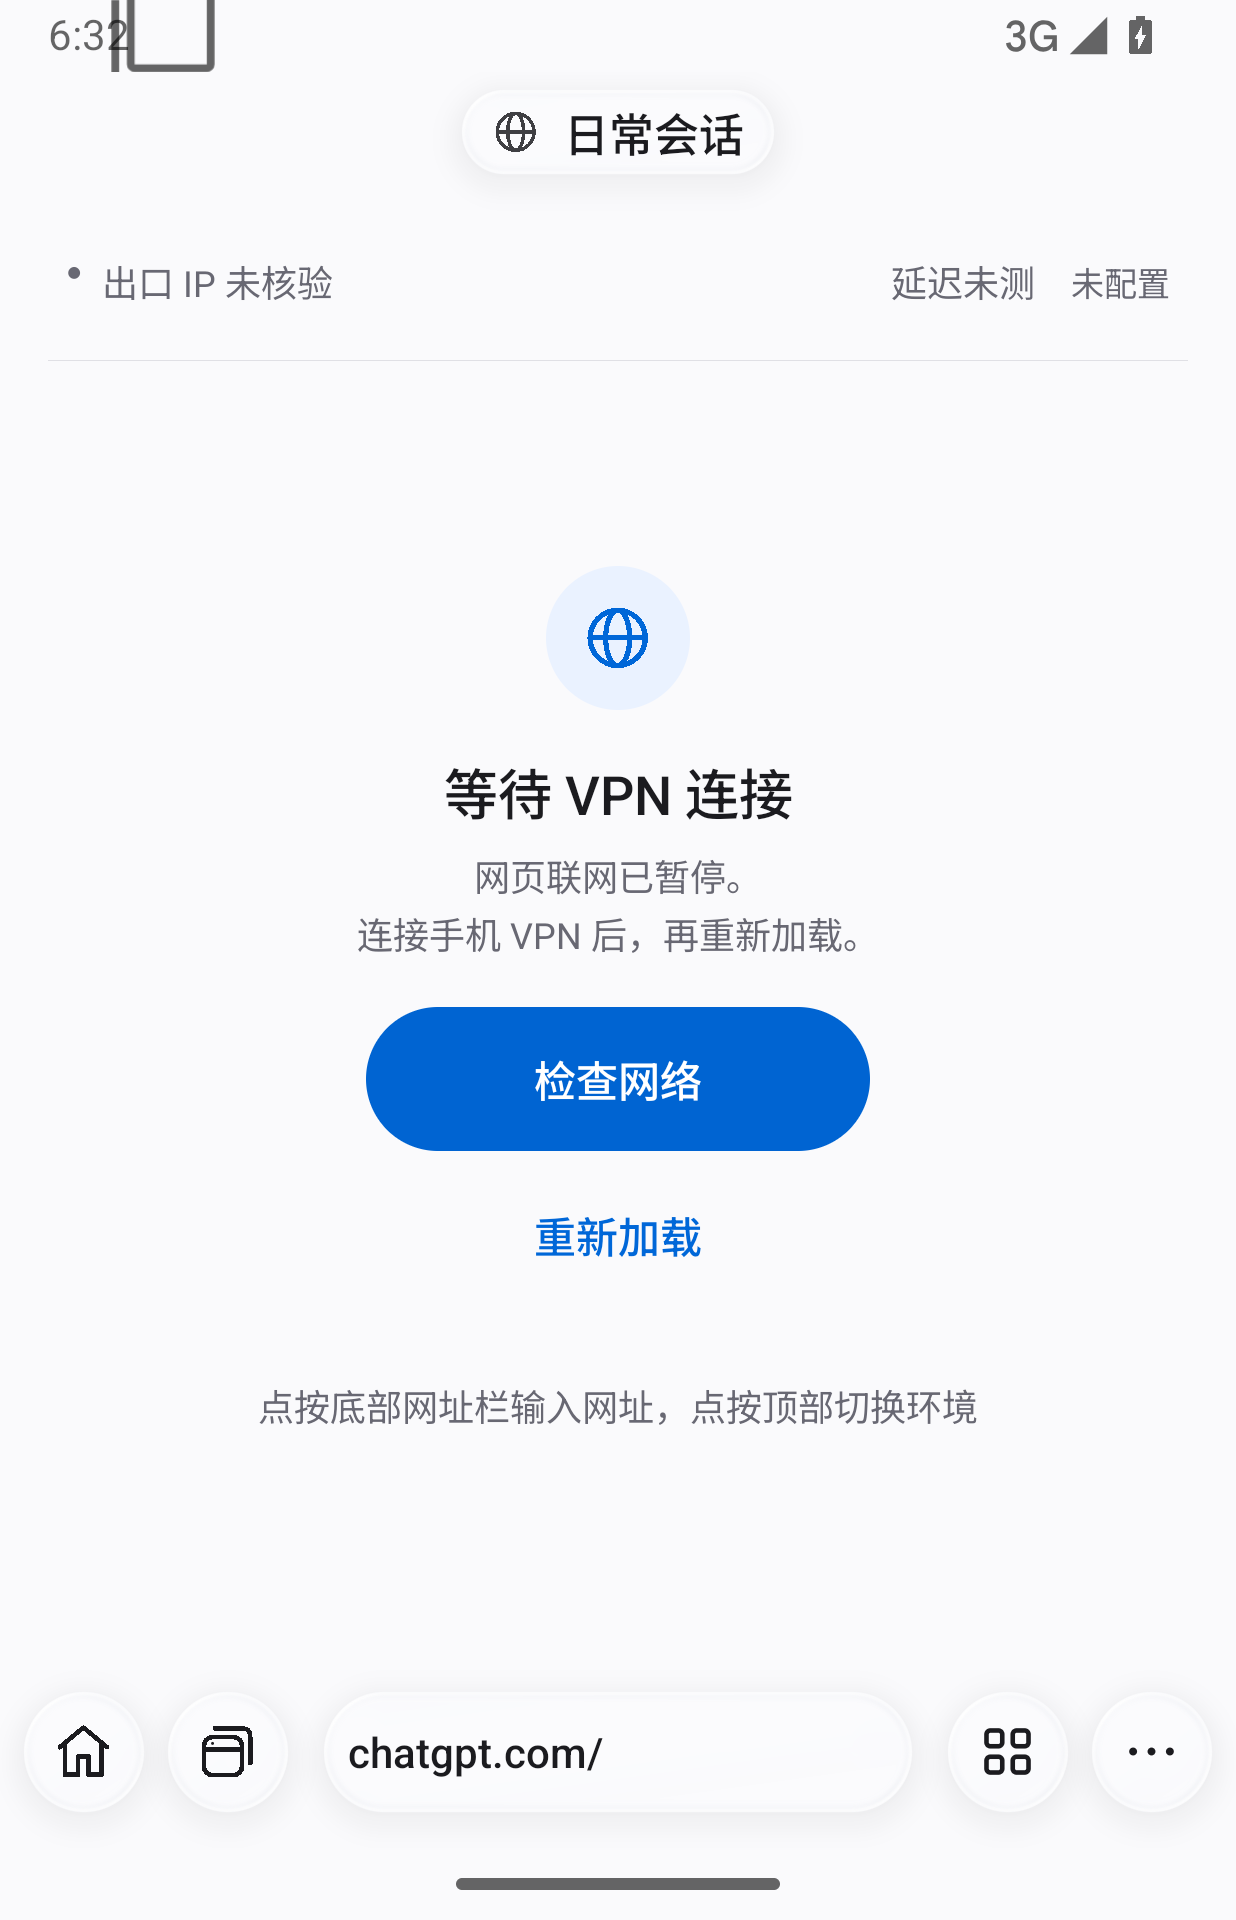 6:32
3G
日常会话
出口 IP 未核验
延迟未测 未配置
等待 VPN 连接
网页联网已暂停。
连接手机 VPN 后，再重新加载。
检查网络
重新加载
点按底部网址栏输入网址，点按顶部切换环境
chatgpt.com/